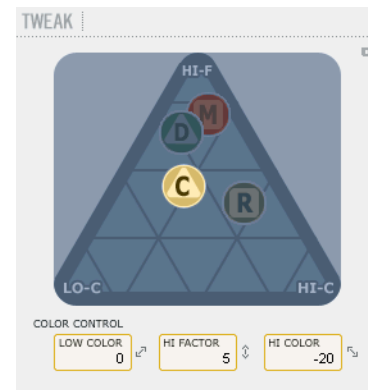 TWEAK
HI-F
M
D
C
R
LO-C
HI-C
COLOR CONTROL
LOW COLOR
0
HI FACTOR
5
HI COLOR
-20